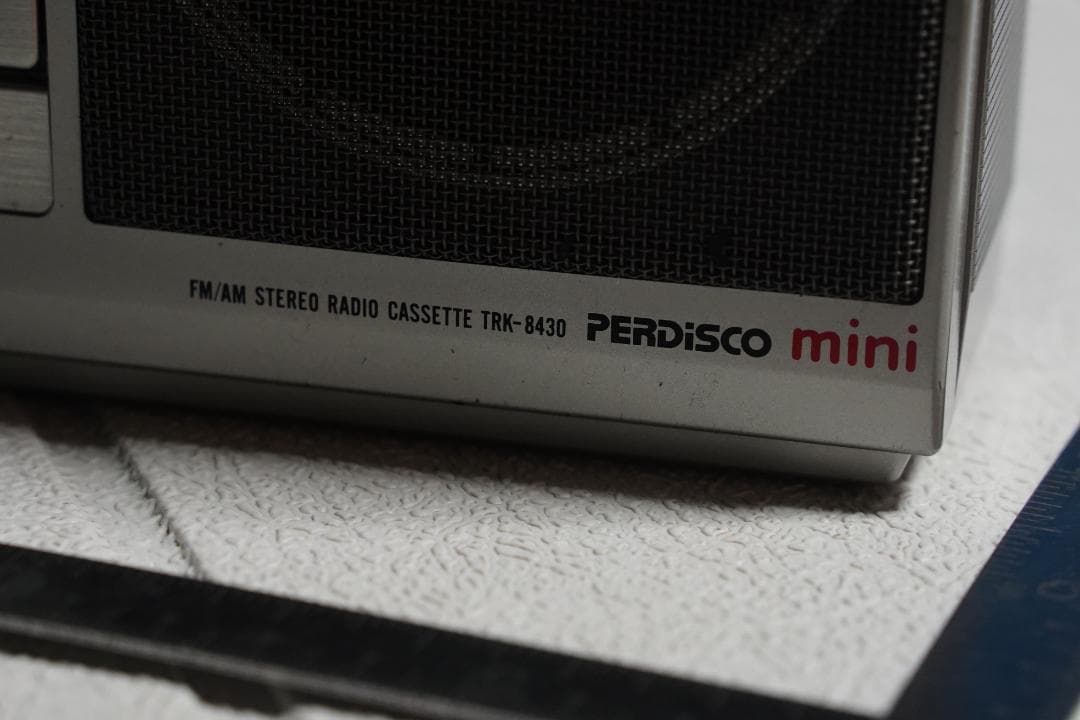 FM/AM STEREO RADIO CASSETTE TRK-8430 PERDiSCO mini